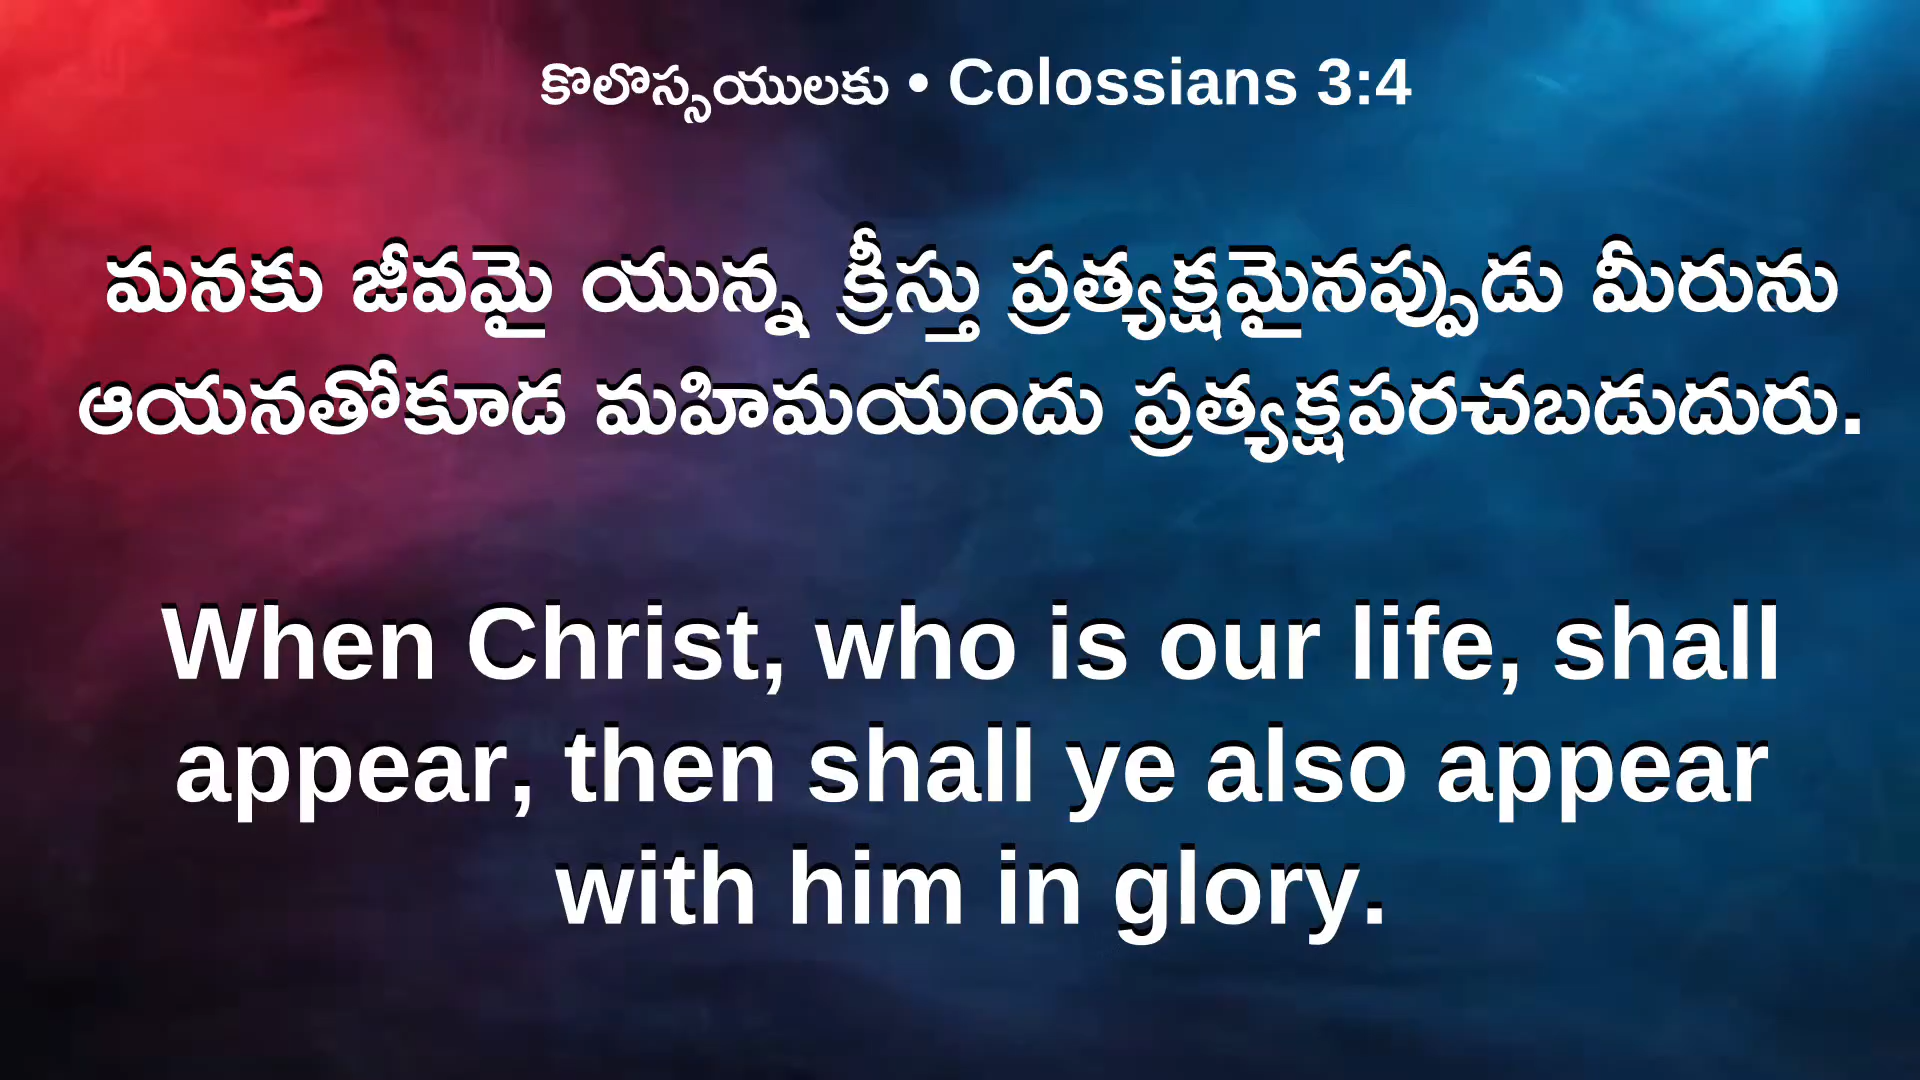 కొలొస్సయులకు • Colossians 3:4
మనకు జీవమై యున్న క్రీస్తు ప్రత్యక్షమైనప్పుడు మీరును
ఆయనతోకూడ మహిమయందు ప్రత్యక్షపరచబడుదురు.
When Christ, who is our life, shall
appear, then shall ye also appear
with him in glory.